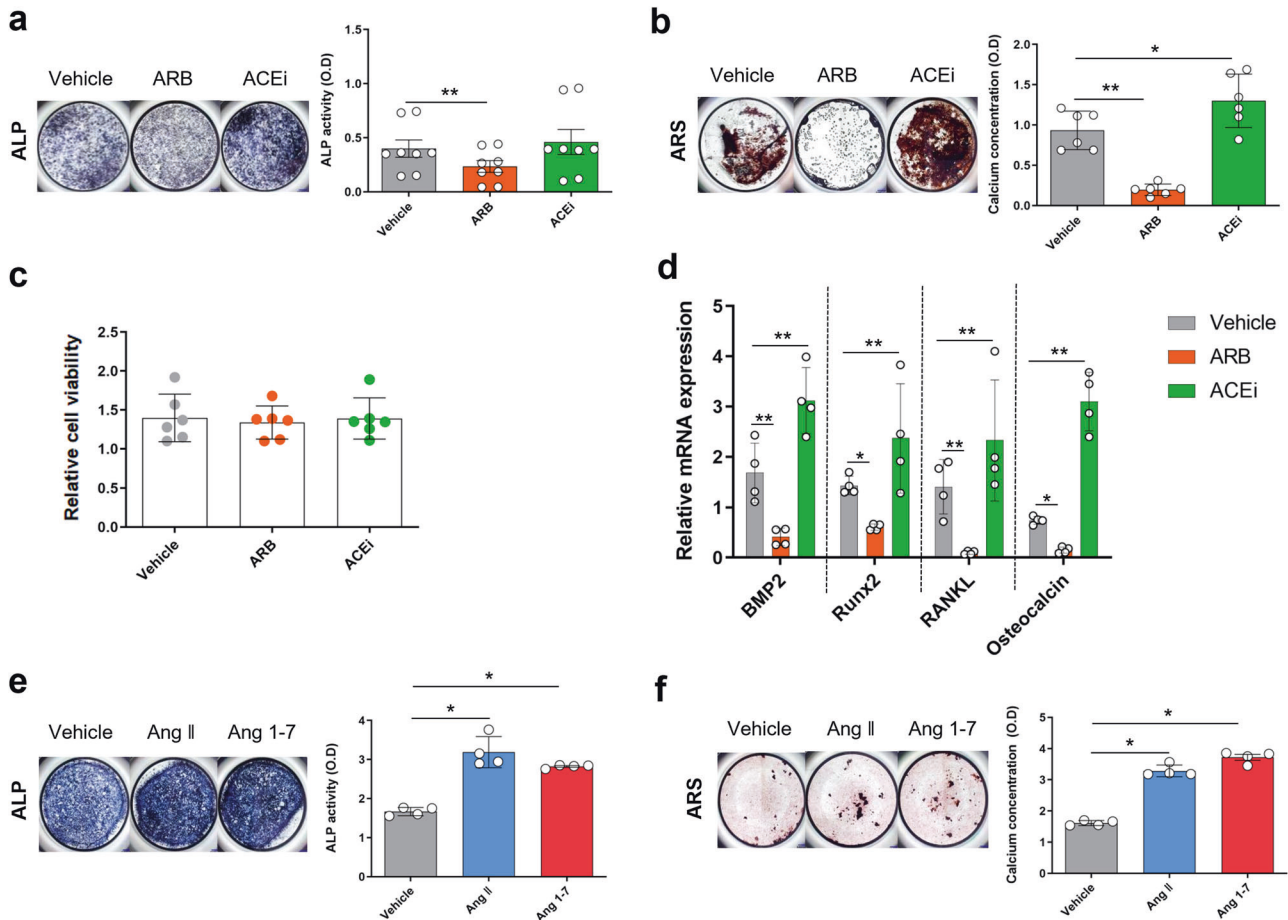 a
Vehicle ARB ACEi
ALP
ALP activity (O.D)
1.5
1.0
0.5
0.0
Vehicle ARB ACEi
**
b
Vehicle ARB ACEi
ARS
Calcium concentration (O.D)
2.0
1.5
1.0
0.5
0.0
Vehicle ARB ACEi
*
**
c
Relative cell viability
2.5
2.0
1.5
1.0
0.5
0.0
Vehicle ARB ACEi
d
Relative mRNA expression
5
4
3
2
1
0
** ** ** **
** * ** *
BMP2 Runx2 RANKL Osteocalcin
Vehicle
ARB
ACEi
e
Vehicle Ang Ⅱ Ang 1-7
ALP
ALP activity (O.D)
4
3
2
1
0
Vehicle Ang Ⅱ Ang 1-7
*
*
f
Vehicle Ang Ⅱ Ang 1-7
ARS
Calcium concentration (O.D)
5
4
3
2
1
0
Vehicle Ang Ⅱ Ang 1-7
*
*